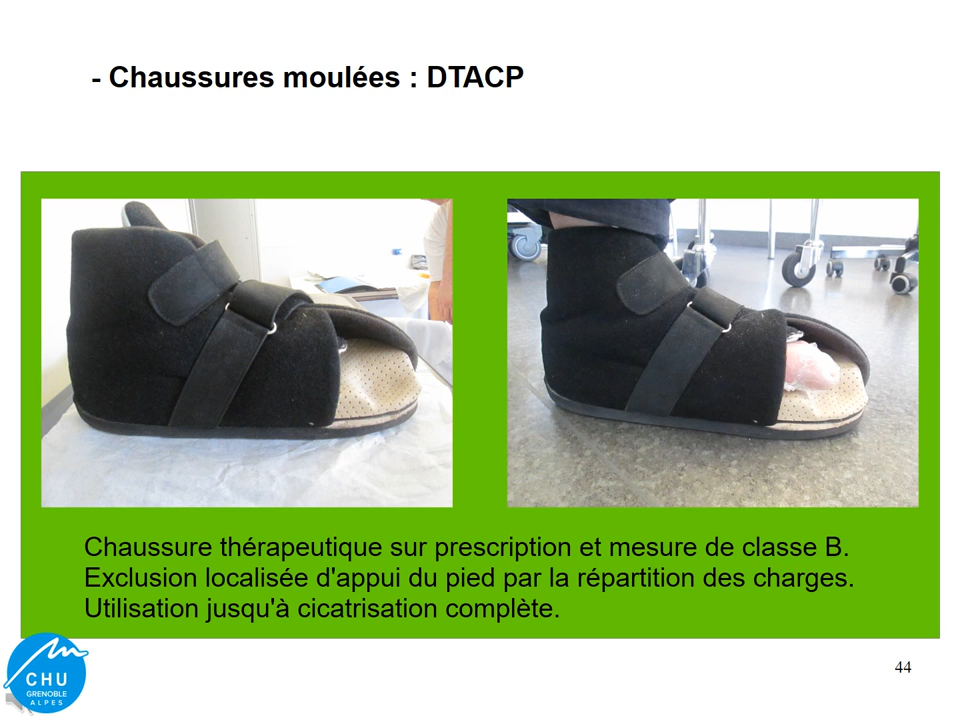 - Chaussures moulées : DTACP
Chaussure thérapeutique sur prescription et mesure de classe B.
Exclusion localisée d'appui du pied par la répartition des charges.
Utilisation jusqu'à cicatrisation complète.
CHU
GRENOBLE
ALPES
44